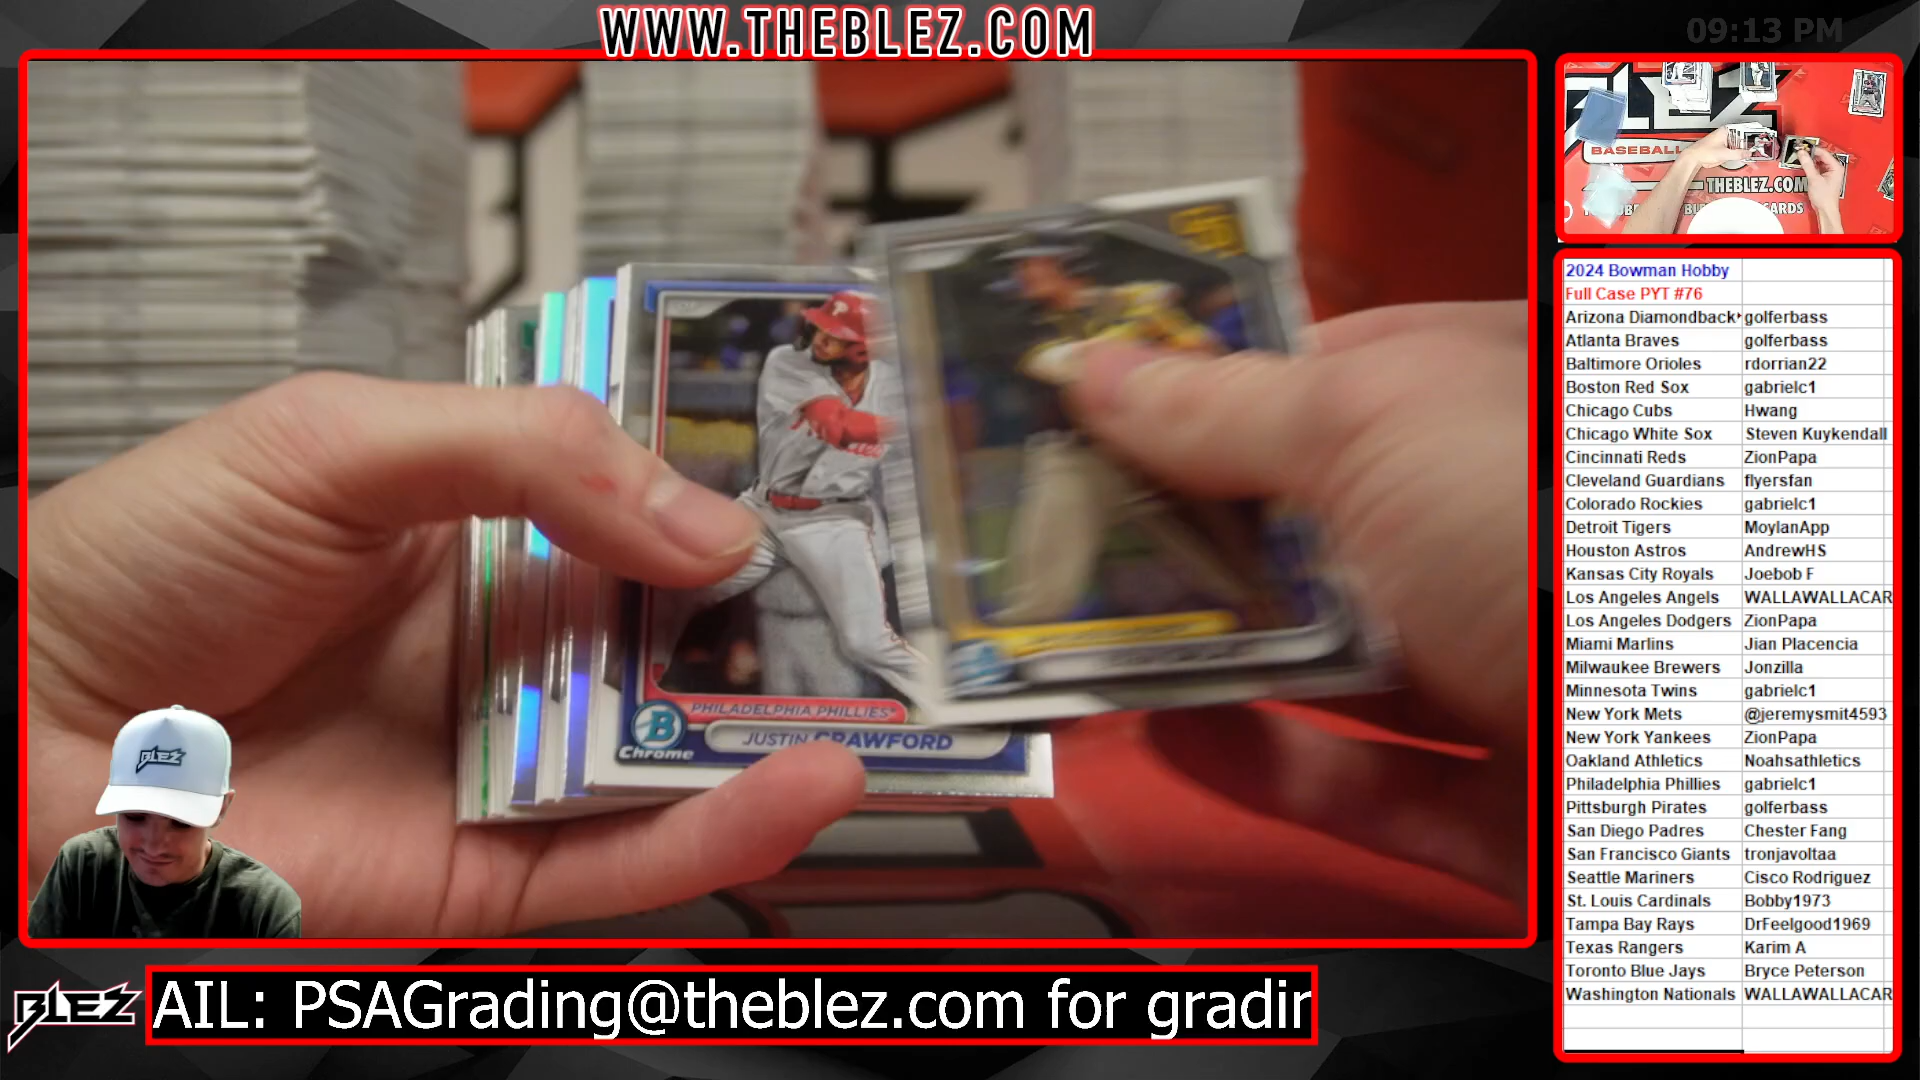 WWW.THEBLEZ.COM
09:13 PM
BASEBALL
THEBLEZ.COM
CARDS
SD
PHILADELPHIA PHILLIES
JUSTIN CRAWFORD
B
Chrome
BLEZ
BLEZ
AIL: PSAGrading@theblez.com for gradin
2024 Bowman Hobby
Full Case PYT #76
Arizona Diamondback golferbass
Atlanta Braves golferbass
Baltimore Orioles rdorrian22
Boston Red Sox gabrielc1
Chicago Cubs Hwang
Chicago White Sox Steven Kuykendall
Cincinnati Reds ZionPapa
Cleveland Guardians flyersfan
Colorado Rockies gabrielc1
Detroit Tigers MoylanApp
Houston Astros AndrewHS
Kansas City Royals Joebob F
Los Angeles Angels WALLAWALLACAR
Los Angeles Dodgers ZionPapa
Miami Marlins Jian Placencia
Milwaukee Brewers Jonzilla
Minnesota Twins gabrielc1
New York Mets @jeremysmit4593
New York Yankees ZionPapa
Oakland Athletics Noahsathletics
Philadelphia Phillies gabrielc1
Pittsburgh Pirates golferbass
San Diego Padres Chester Fang
San Francisco Giants tronjavoltaa
Seattle Mariners Cisco Rodriguez
St. Louis Cardinals Bobby1973
Tampa Bay Rays DrFeelgood1969
Texas Rangers Karim A
Toronto Blue Jays Bryce Peterson
Washington Nationals WALLAWALLACAR